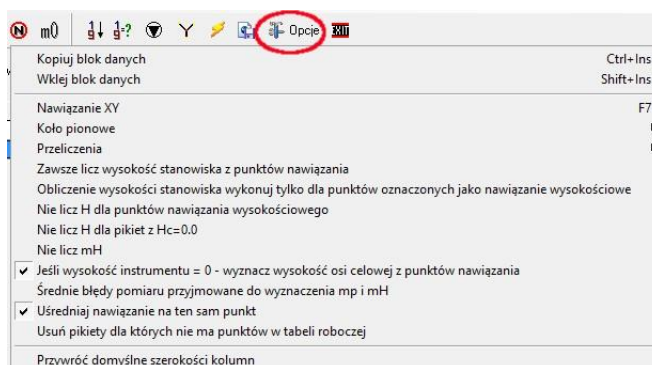 m() g g? Opcje EXIT
Kopiuj blok danych Ctrl+Ins
Wklej blok danych Shift+Ins
Nawiązanie XY F7
Koło pionowe
Przeliczenia
Zawsze licz wysokość stanowiska z punktów nawiązania
Obliczenie wysokości stanowiska wykonuj tylko dla punktów oznaczonych jako nawiązanie wysokościowe
Nie licz H dla punktów nawiązania wysokościowego
Nie licz H dla pikiet z Hc=0.0
Nie licz mH
Jeśli wysokość instrumentu = 0 - wyznacz wysokość osi celowej z punktów nawiązania
Średnie błędy pomiaru przyjmowane do wyznaczenia mp i mH
Uśredniaj nawiązanie na ten sam punkt
Usuń pikiety dla których nie ma punktów w tabeli roboczej
Przywróć domyślne szerokości kolumn